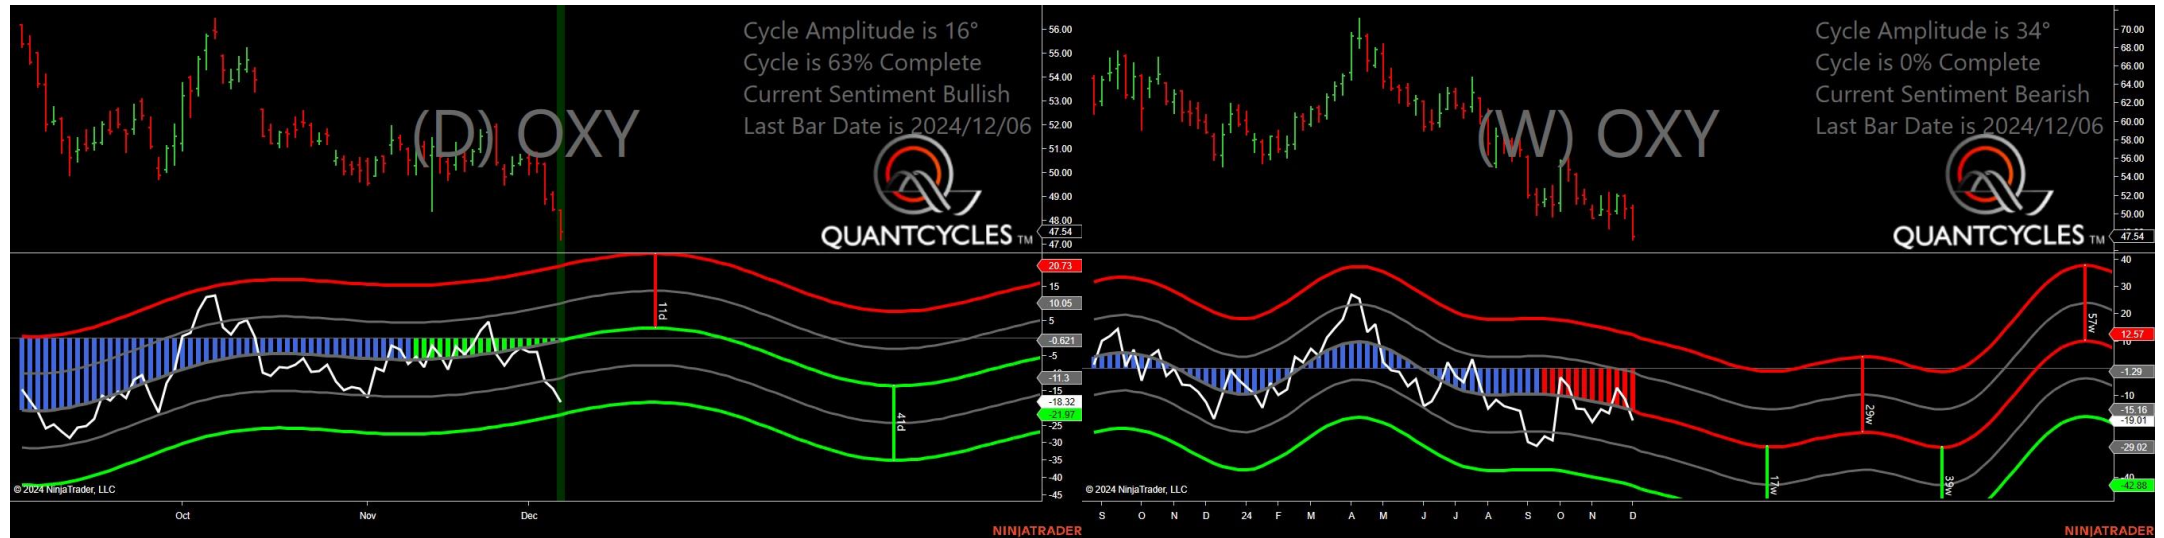 Cycle Amplitude is 16°
Cycle is 63% Complete
Current Sentiment Bullish
Last Bar Date is 2024/12/06
(D) OXY
QUANTCYCLES TM
56.00
55.00
54.00
53.00
52.00
51.00
50.00
49.00
48.00
47.54
47.00
20.73
15
10.05
5
-0.621
-5
-11.3
-15
-18.32
-21.97
-25
-30
-35
-40
-45
11d
41d
© 2024 NinjaTrader, LLC
Oct Nov Dec
NINJATRADER
Cycle Amplitude is 34°
Cycle is 0% Complete
Current Sentiment Bearish
Last Bar Date is 2024/12/06
(W) OXY
QUANTCYCLES TM
70.00
68.00
66.00
64.00
62.00
60.00
58.00
56.00
54.00
52.00
50.00
47.54
40
30
20
12.57
-1.29
-10
-15.16
-19.01
-29.02
-42.88
57w
29w
17w
39w
© 2024 NinjaTrader, LLC
S O N D 24 F M A M J J A S O N D
NINJATRADER